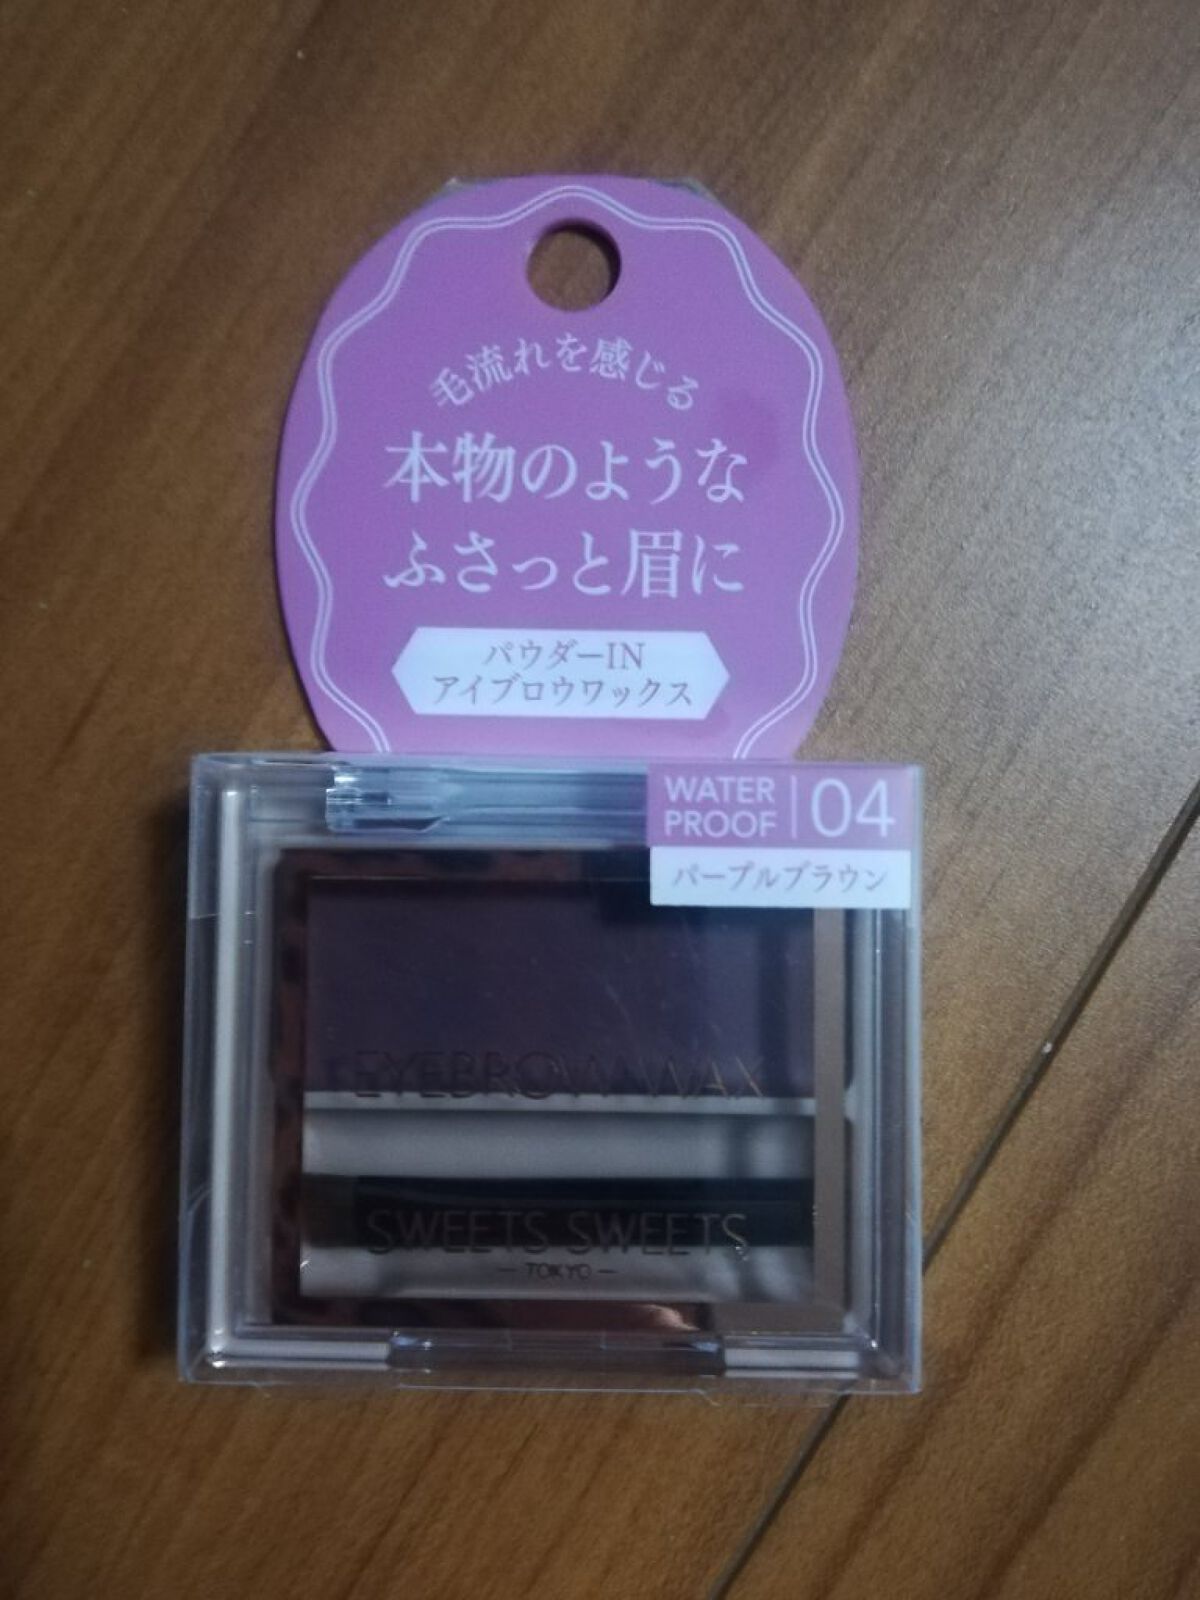 毛流れを感じる
本物のような
ふさっと眉に
パウダーIN
アイブロウワックス
WATER
PROOF
04
パープルブラウン
EYEBROW WAX
SWEETS SWEETS
— TOKYO —